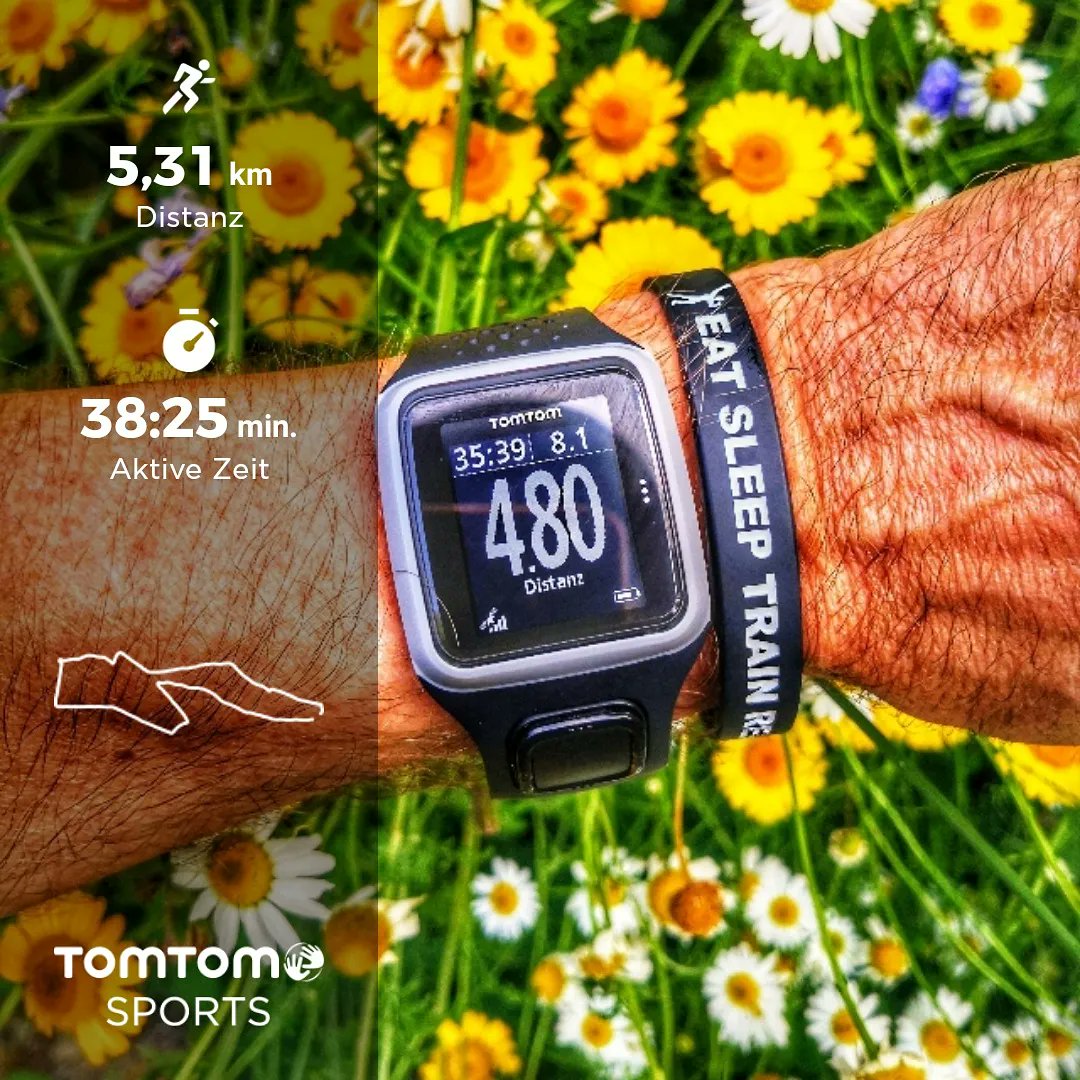 5,31 km
Distanz
38:25 min.
Aktive Zeit
TOMTOM
SPORTS
TOMTOM
35:39 8.1
4.80
Distanz
EAT SLEEP TRAIN